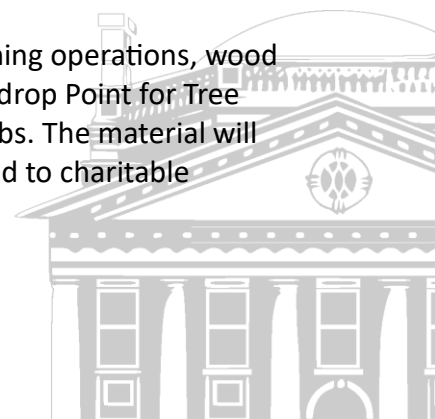 ning operations, wood
drop Point for Tree
bs. The material will
d to charitable